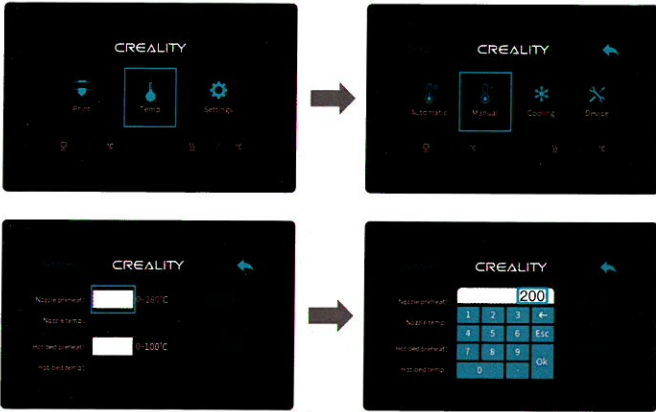 CREALITY
Print
Temp
Settings
℃
℃
CREALITY
Automatic
Manual
Cooling
Device
℃
℃
CREALITY
Nozzle preheat:
0~260℃
Nozzle temp:
Hot bed preheat:
0~100℃
Hot bed temp:
CREALITY
200
Nozzle preheat:
1 2 3 ←
Nozzle temp:
4 5 6 Esc
Hot bed preheat:
7 8 9 Ok
Hot bed temp:
0 .